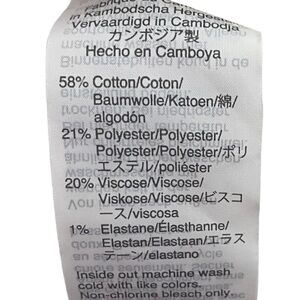 in Kambodscha Hergestellt
Vervaardigd in Cambodja
カンボジア製
Hecho en Camboya
58% Cotton/Coton/
Baumwolle/Katoen/綿/
algodón
21% Polyester/Polyester/
Polyester/Polyester/ポリ
エステル/poliéster
20% Viscose/Viscose/
Viskose/Viscose/ビスコ
ース/viscosa
1% Elastane/Élasthanne/
Elastan/Elastaan/エラス
テーン/elastano
Inside out machine wash
cold with like colors.
Non-chlorine bleach only